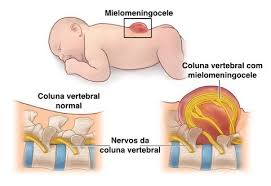 Mielomeningocele
Coluna vertebral com
mielomeningocele
Coluna vertebral
normal
Nervos da
coluna vertebral